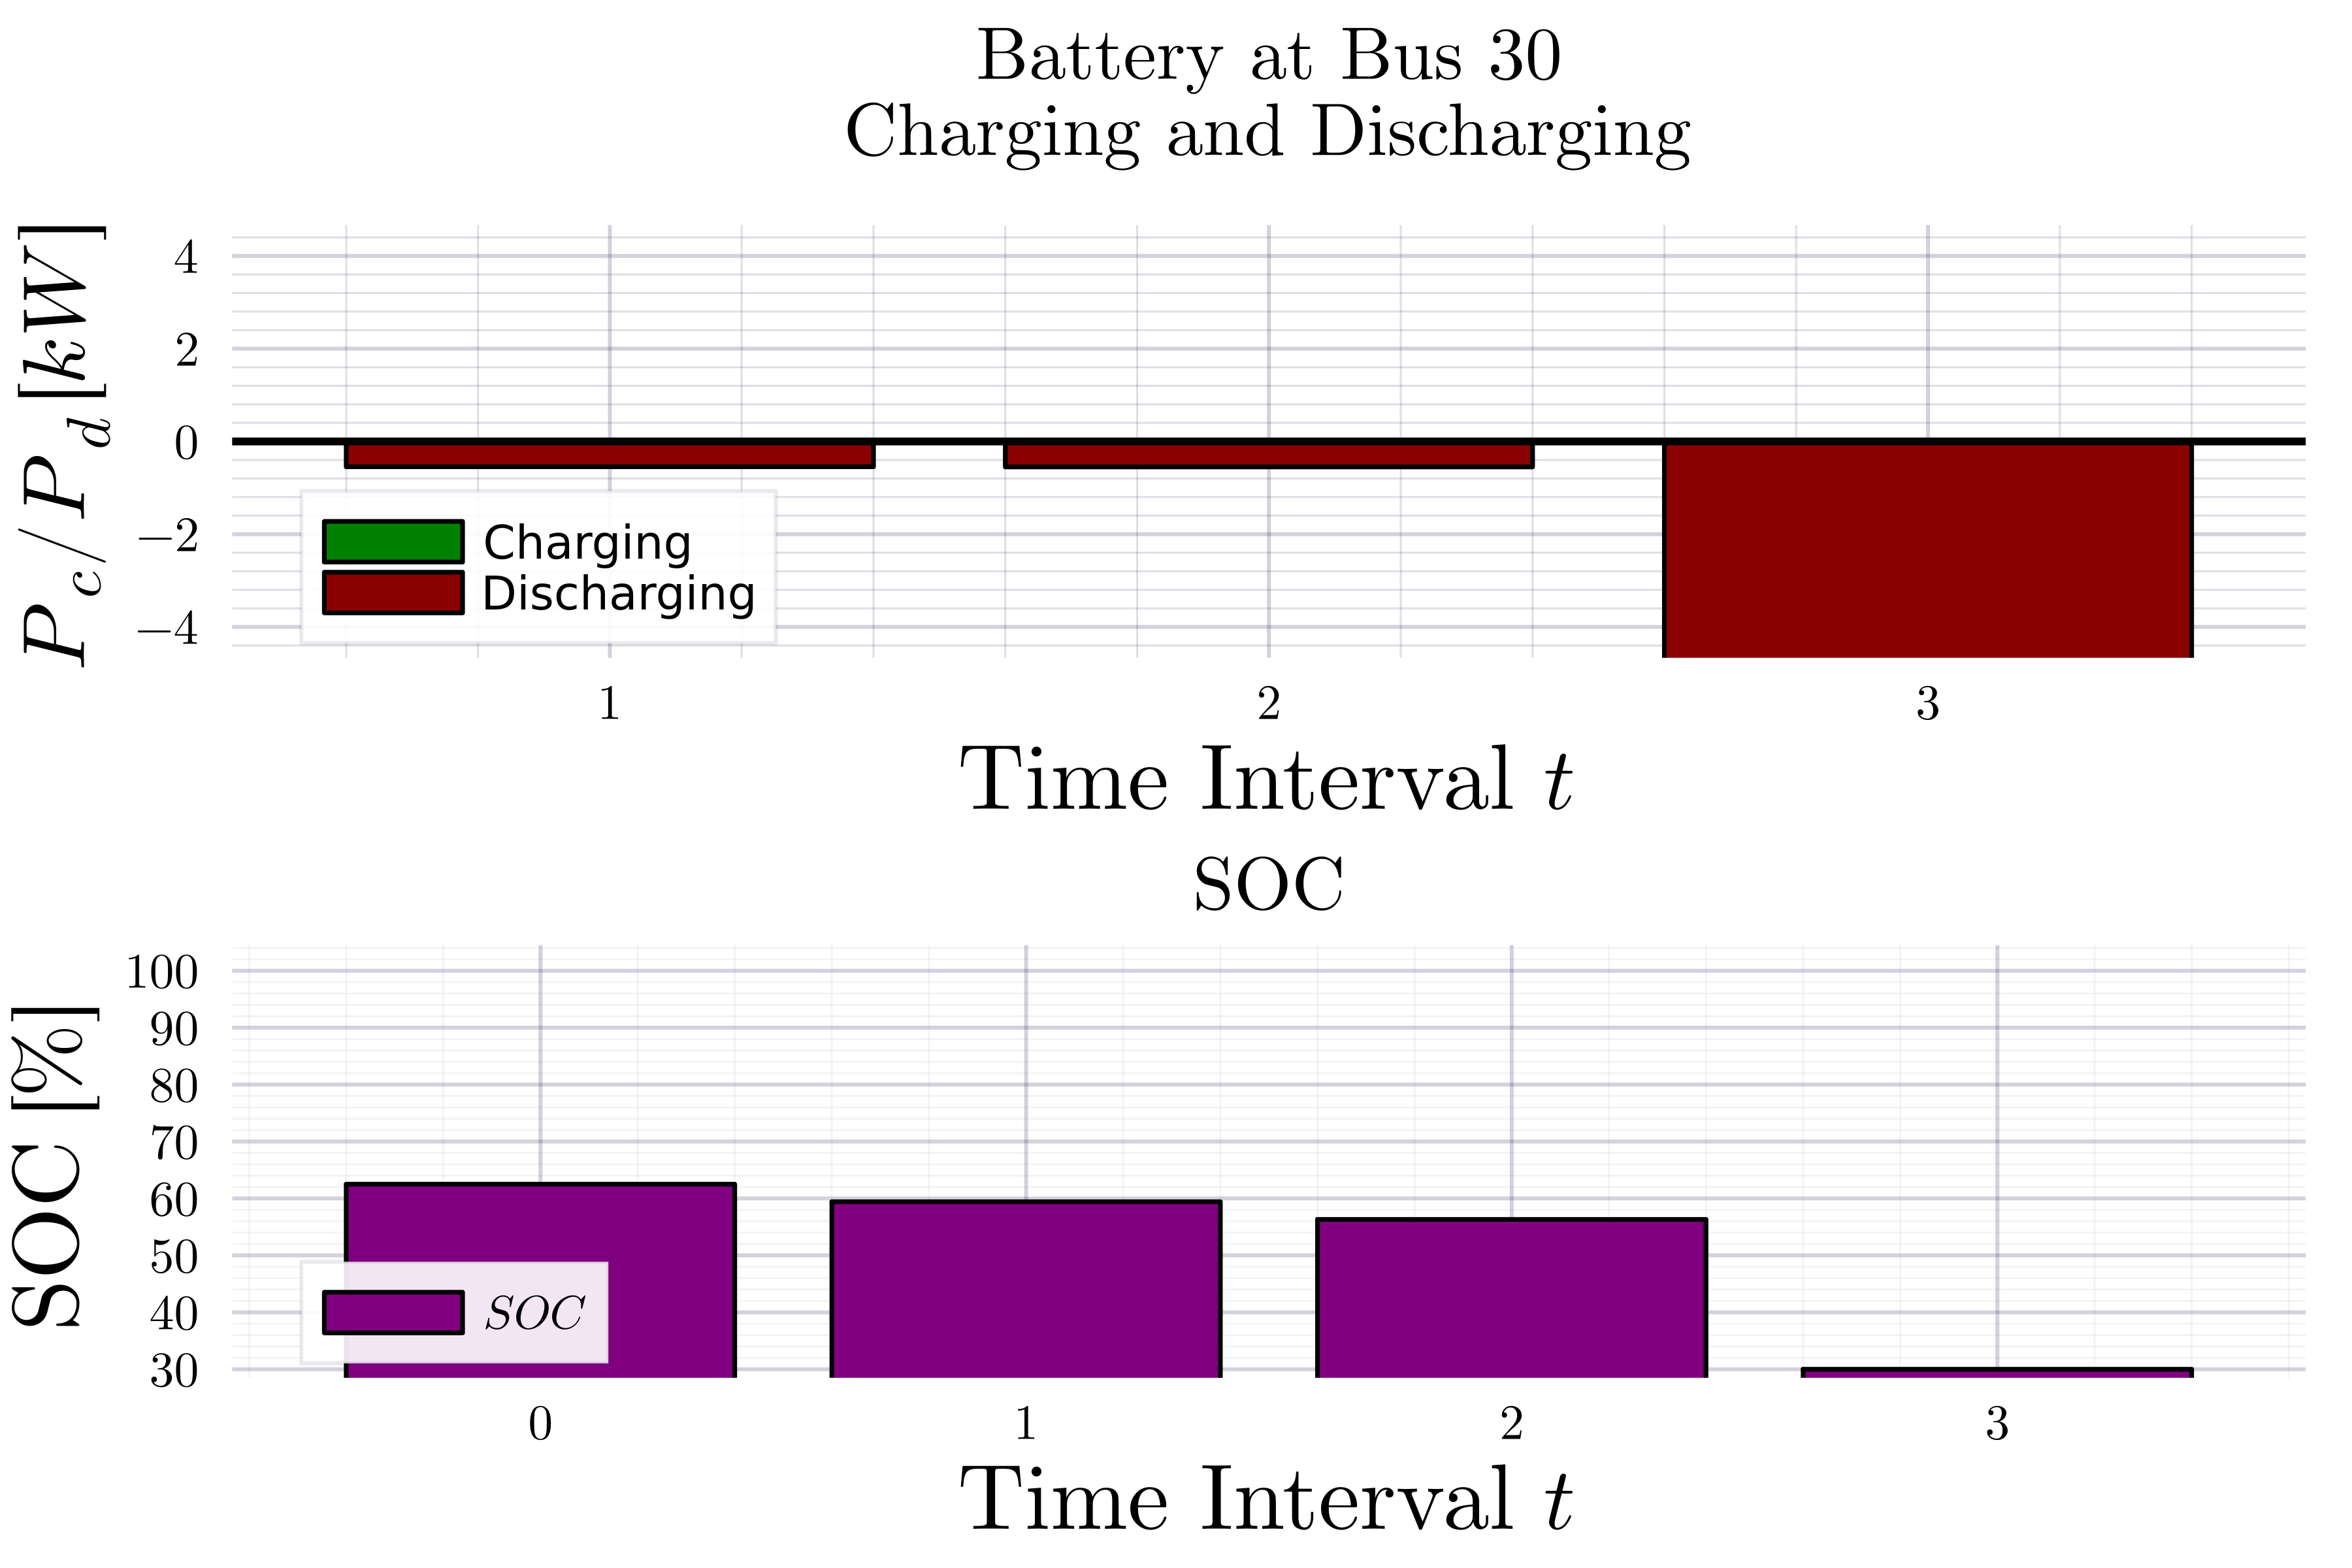 Battery at Bus 30
Charging and Discharging
P_c/P_d [kW]
4
2
0
−2
−4
Charging
Discharging
1 2 3
Time Interval t
SOC
SOC [%]
100
90
80
70
60
50
40
30
SOC
0 1 2 3
Time Interval t